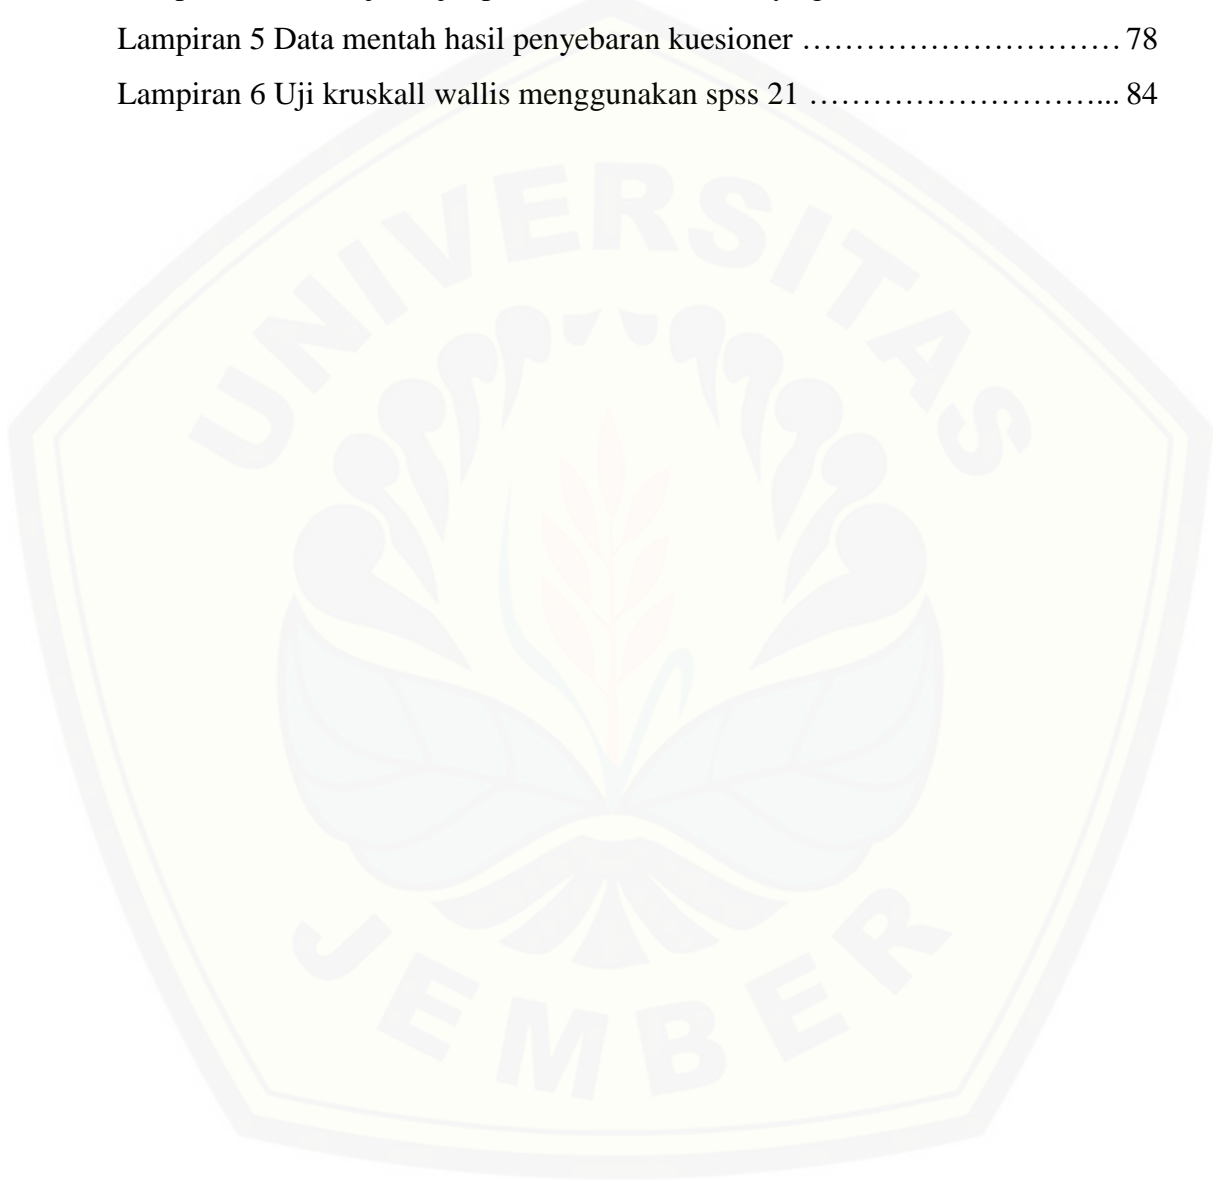 Lampiran 5 Data mentah hasil penyebaran kuesioner ………………………… 78
Lampiran 6 Uji kruskall wallis menggunakan spss 21 ………………………... 84
UNIVERSITAS
JEMBER